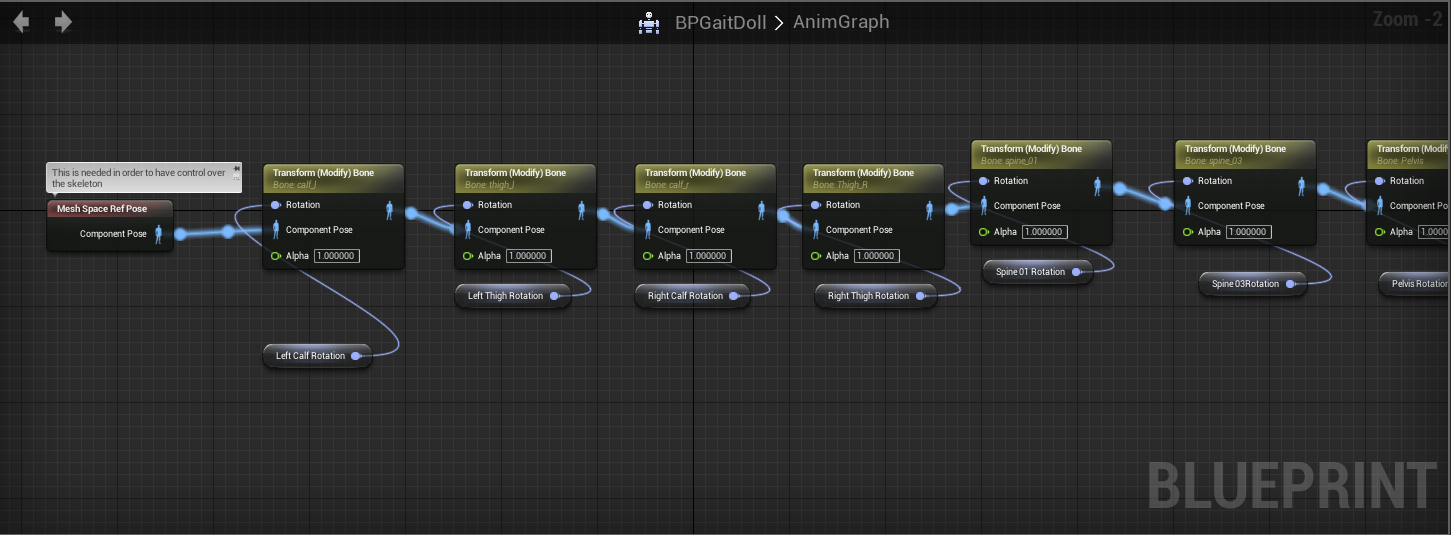 BPGaitDoll > AnimGraph
Zoom -2
This is needed in order to have control over
the skeleton
Mesh Space Ref Pose
Component Pose
Transform (Modify) Bone
Bone: calf_l
Rotation
Component Pose
Alpha 1.000000
Left Calf Rotation
Transform (Modify) Bone
Bone: thigh_l
Rotation
Component Pose
Alpha 1.000000
Left Thigh Rotation
Transform (Modify) Bone
Bone: calf_r
Rotation
Component Pose
Alpha 1.000000
Right Calf Rotation
Transform (Modify) Bone
Bone: Thigh_R
Rotation
Component Pose
Alpha 1.000000
Right Thigh Rotation
Transform (Modify) Bone
Bone: spine_01
Rotation
Component Pose
Alpha 1.000000
Spine 01 Rotation
Transform (Modify) Bone
Bone: spine_03
Rotation
Component Pose
Alpha 1.000000
Spine 03Rotation
Transform (Modif
Bone: Pelvis
Rotation
Component P
Alpha 1.0000
Pelvis Rotation
BLUEPRINT